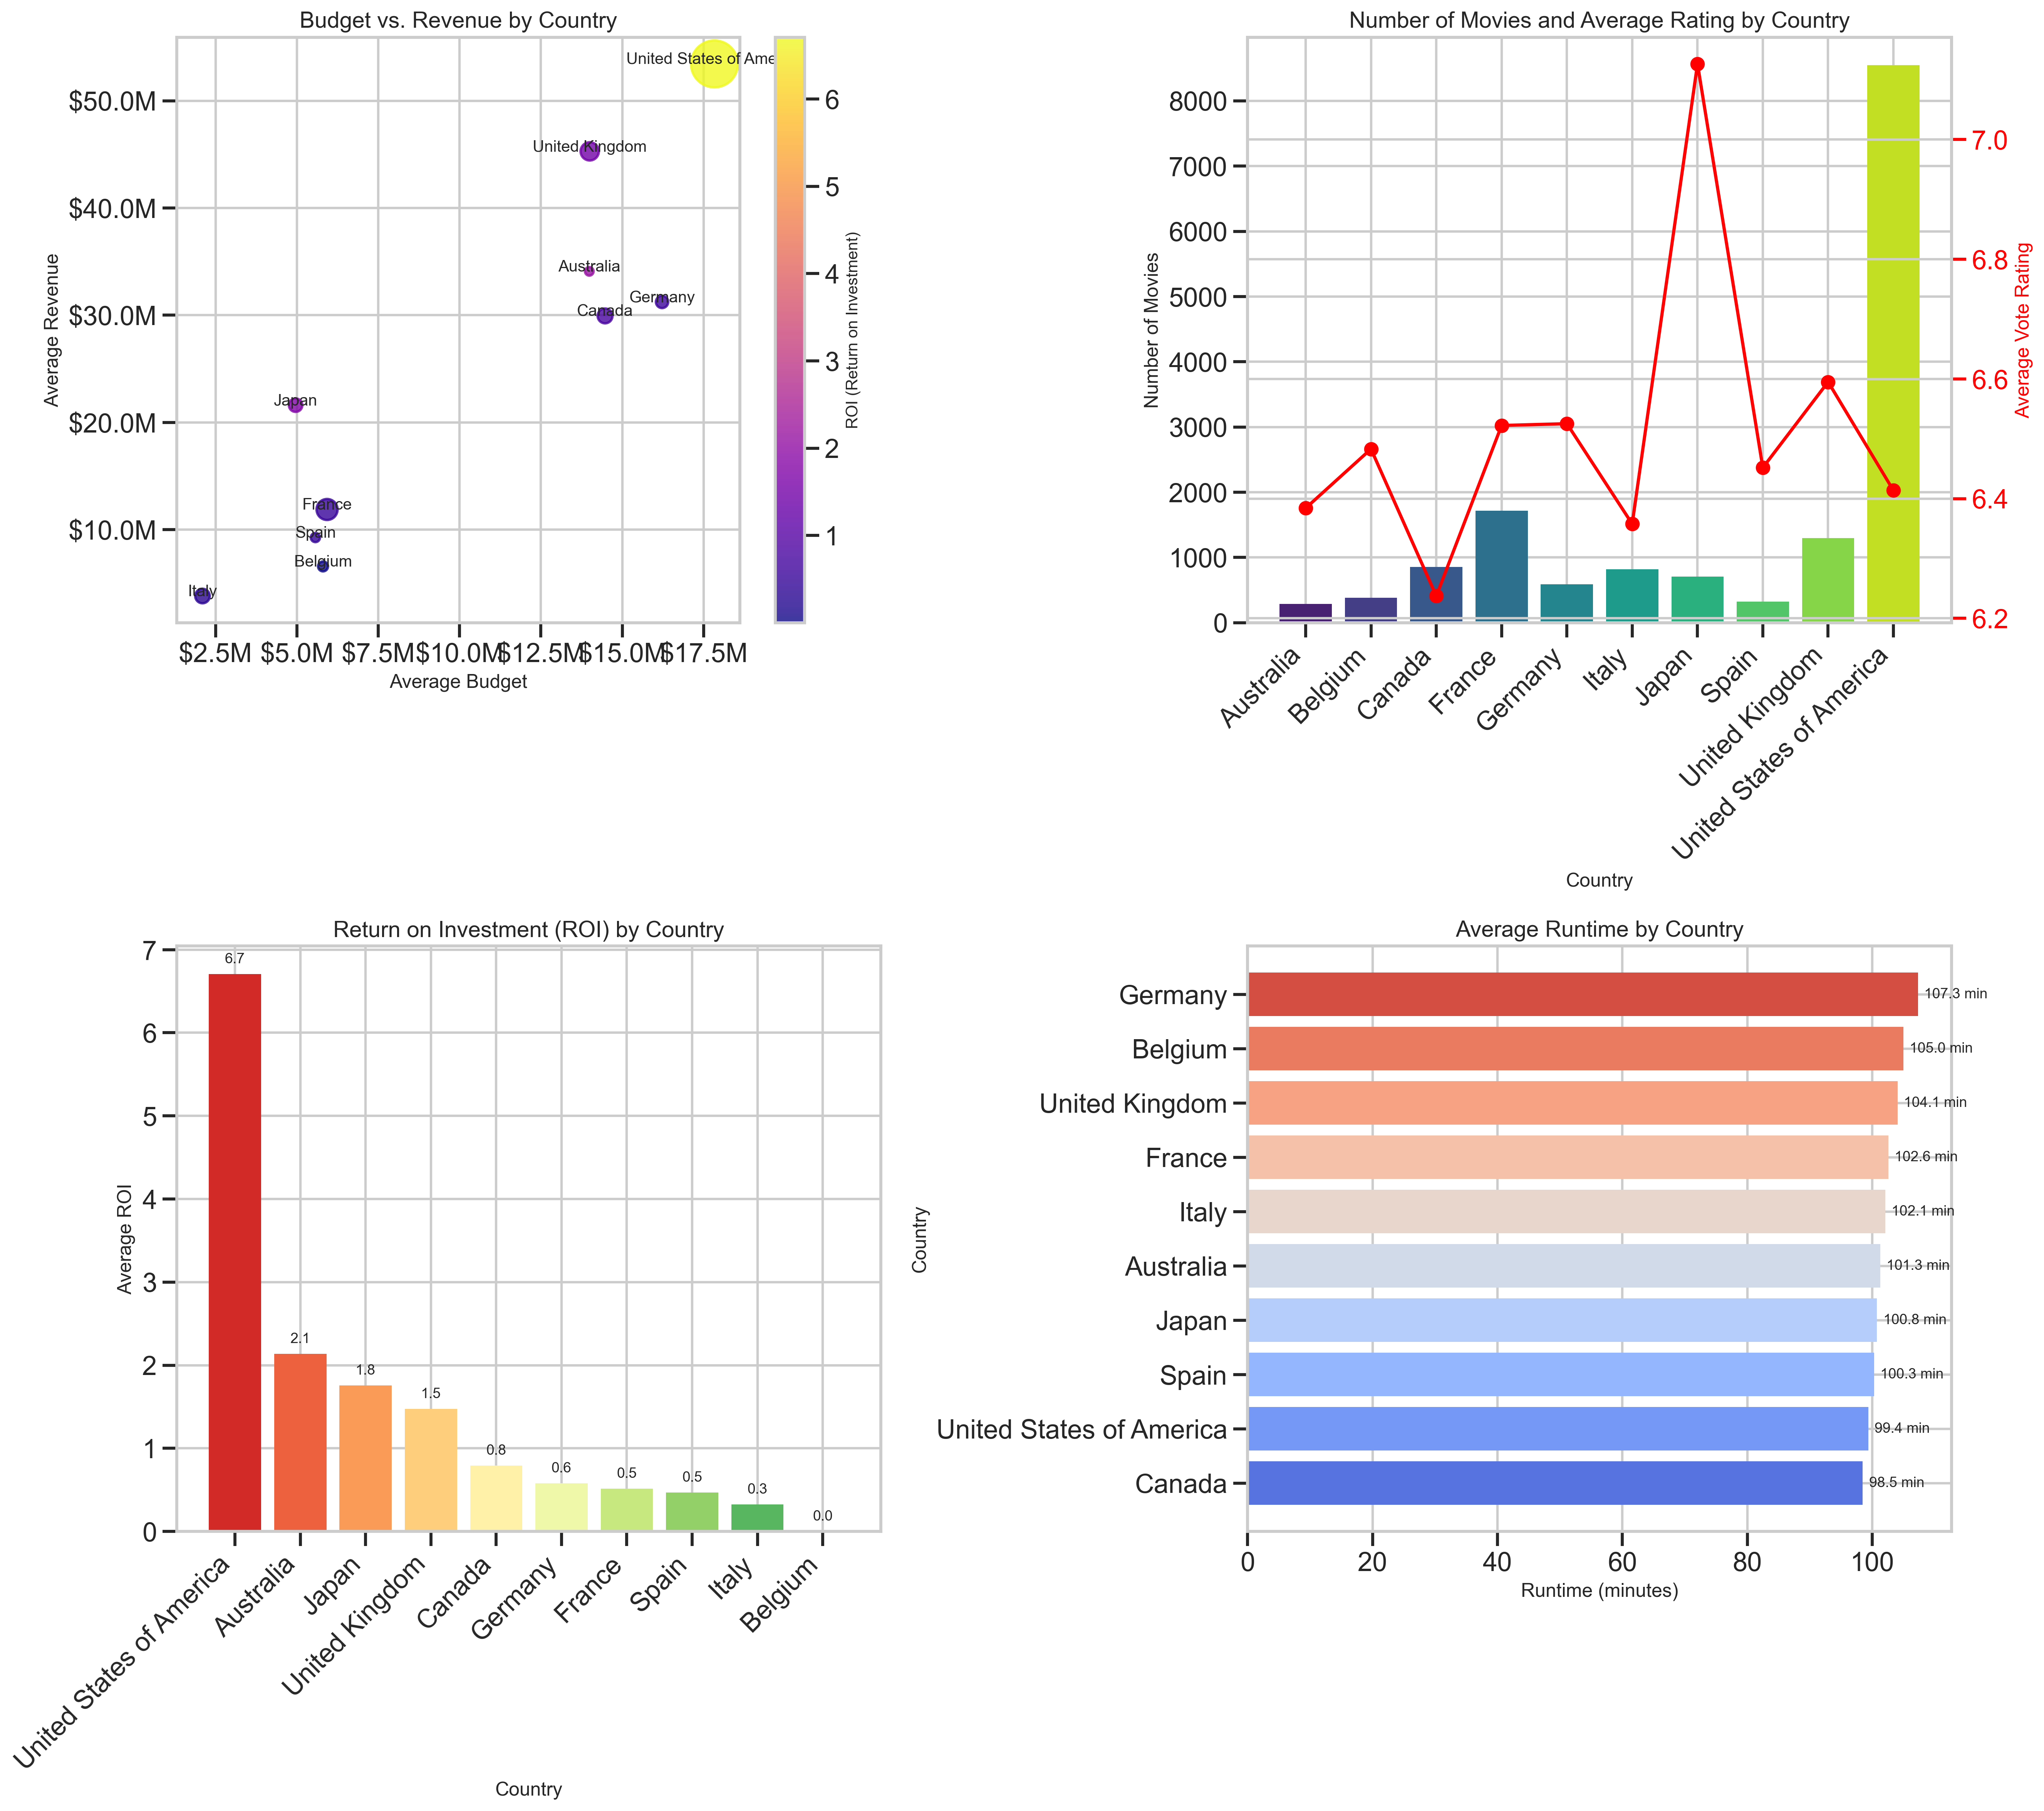 Budget vs. Revenue by Country
United States of Ame
United Kingdom
Australia
Germany
Canada
Japan
France
Spain
Belgium
Italy
$50.0M
$40.0M
$30.0M
$20.0M
$10.0M
Average Revenue
$2.5M $5.0M $7.5M $10.0M $12.5M $15.0M $17.5M
Average Budget
6
5
4
3
2
1
ROI (Return on Investment)
Number of Movies and Average Rating by Country
8000
7000
6000
5000
4000
3000
2000
1000
0
Number of Movies
7.0
6.8
6.6
6.4
6.2
Average Vote Rating
Australia
Belgium
Canada
France
Germany
Italy
Japan
Spain
United Kingdom
United States of America
Country
Return on Investment (ROI) by Country
7
6
5
4
3
2
1
0
Average ROI
6.7
2.1
1.8
1.5
0.8
0.6
0.5
0.5
0.3
0.0
United States of America
Australia
Japan
United Kingdom
Canada
Germany
France
Spain
Italy
Belgium
Country
Average Runtime by Country
Country
Germany 107.3 min
Belgium 105.0 min
United Kingdom 104.1 min
France 102.6 min
Italy 102.1 min
Australia 101.3 min
Japan 100.8 min
Spain 100.3 min
United States of America 99.4 min
Canada 98.5 min
0 20 40 60 80 100
Runtime (minutes)